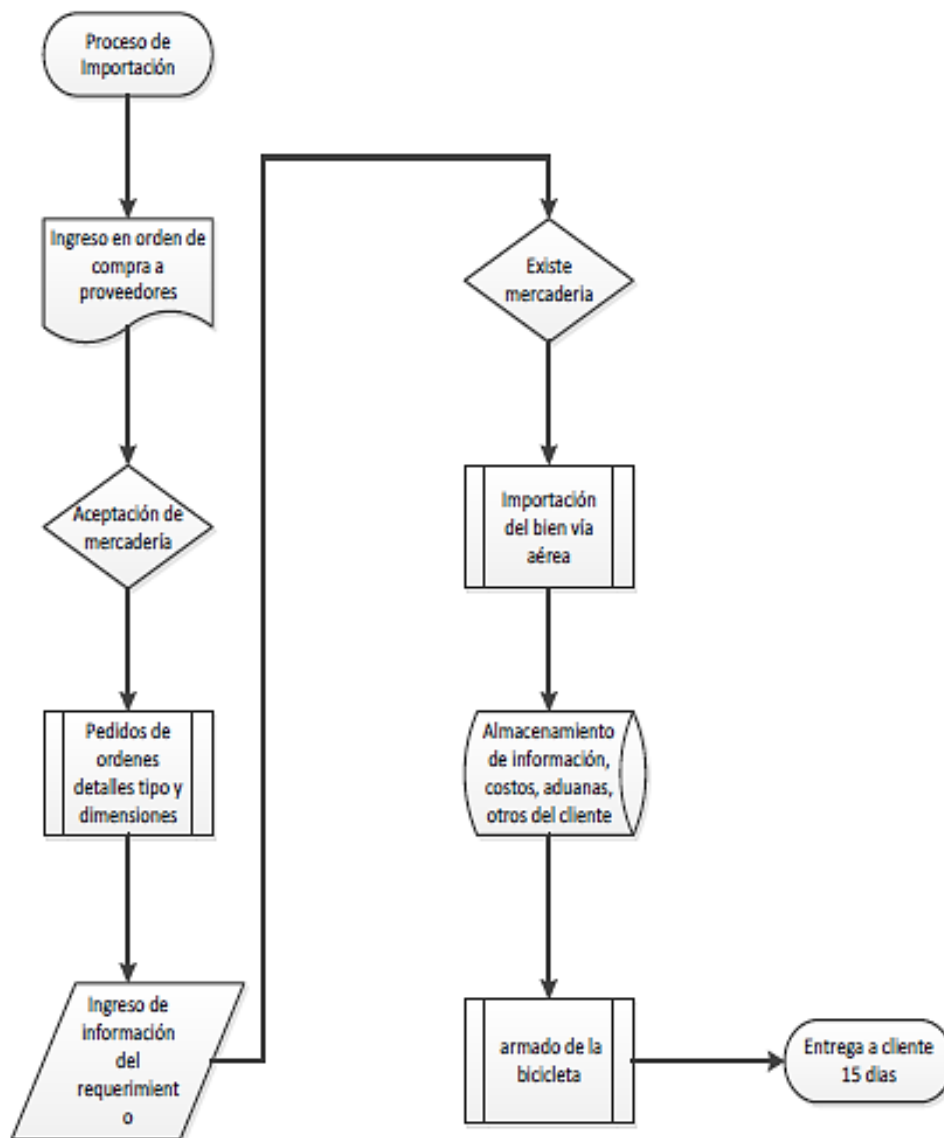 Proceso de
Importación
Ingreso en orden de
compra a
proveedores
Aceptación de
mercadería
Pedidos de
ordenes
detalles tipo y
dimensiones
Ingreso de
información
del
requerimient
o
Existe
mercaderia
Importación
del bien vía
aérea
Almacenamiento
de información,
costos, aduanas,
otros del cliente
armado de la
bicicleta
Entrega a cliente
15 dias